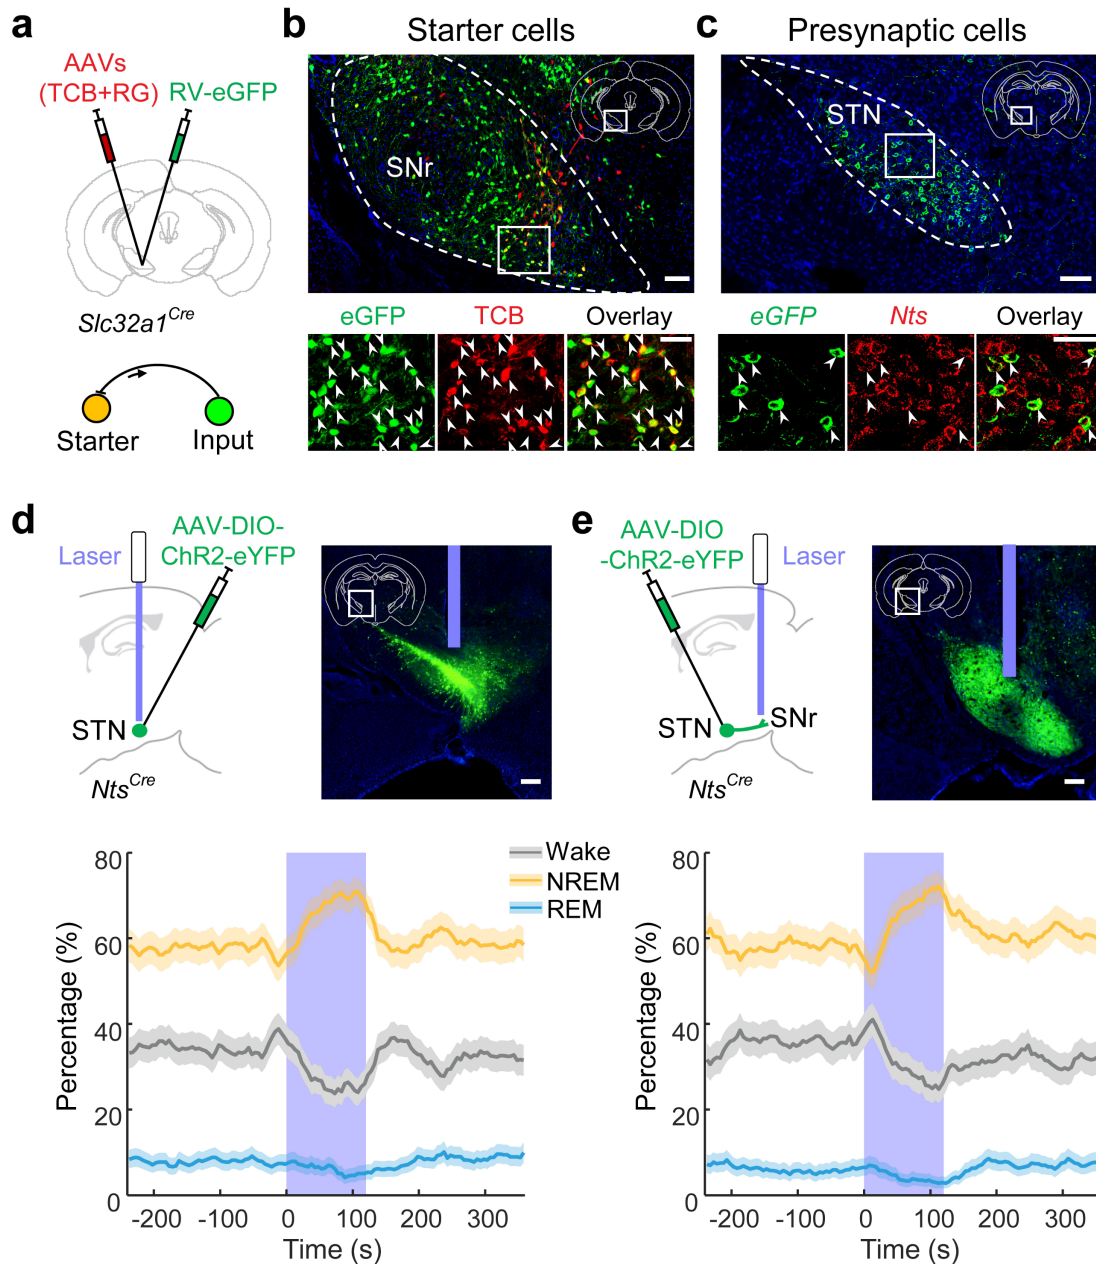 a
AAVs
(TCB+RG) RV-eGFP
Slc32a1Cre
Starter Input
b Starter cells
SNr
eGFP TCB Overlay
c Presynaptic cells
STN
eGFP Nts Overlay
d
AAV-DIO-
Laser ChR2-eYFP
STN
NtsCre
e
AAV-DIO
-ChR2-eYFP Laser
STN SNr
NtsCre
Wake
NREM
REM
Percentage (%)
80
60
40
20
0
-200 -100 0 100 200 300
Time (s)
Percentage (%)
80
60
40
20
0
-200 -100 0 100 200 300
Time (s)